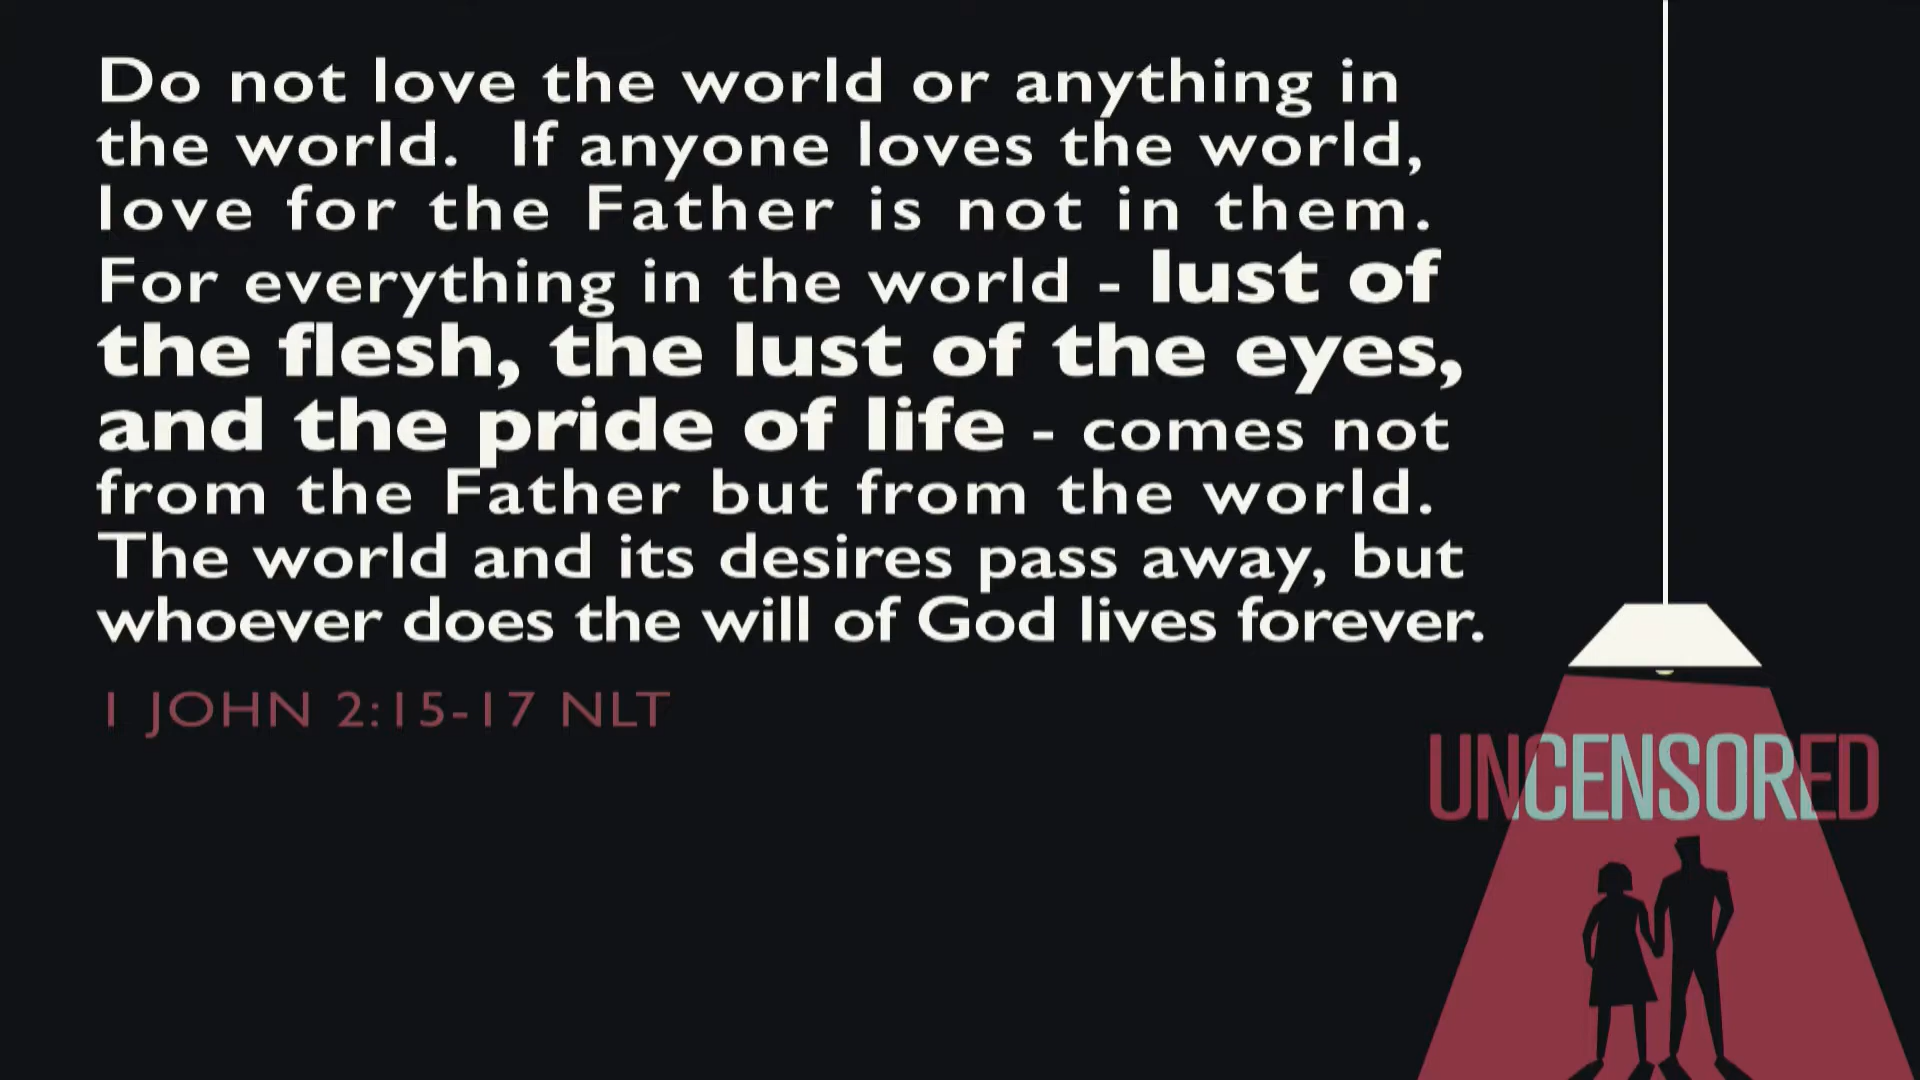 Do not love the world or anything in
the world.  If anyone loves the world,
love for the Father is not in them.
For everything in the world - lust of
the flesh, the lust of the eyes,
and the pride of life - comes not
from the Father but from the world.
The world and its desires pass away, but
whoever does the will of God lives forever.
1 JOHN 2:15-17 NLT
UNCENSORED